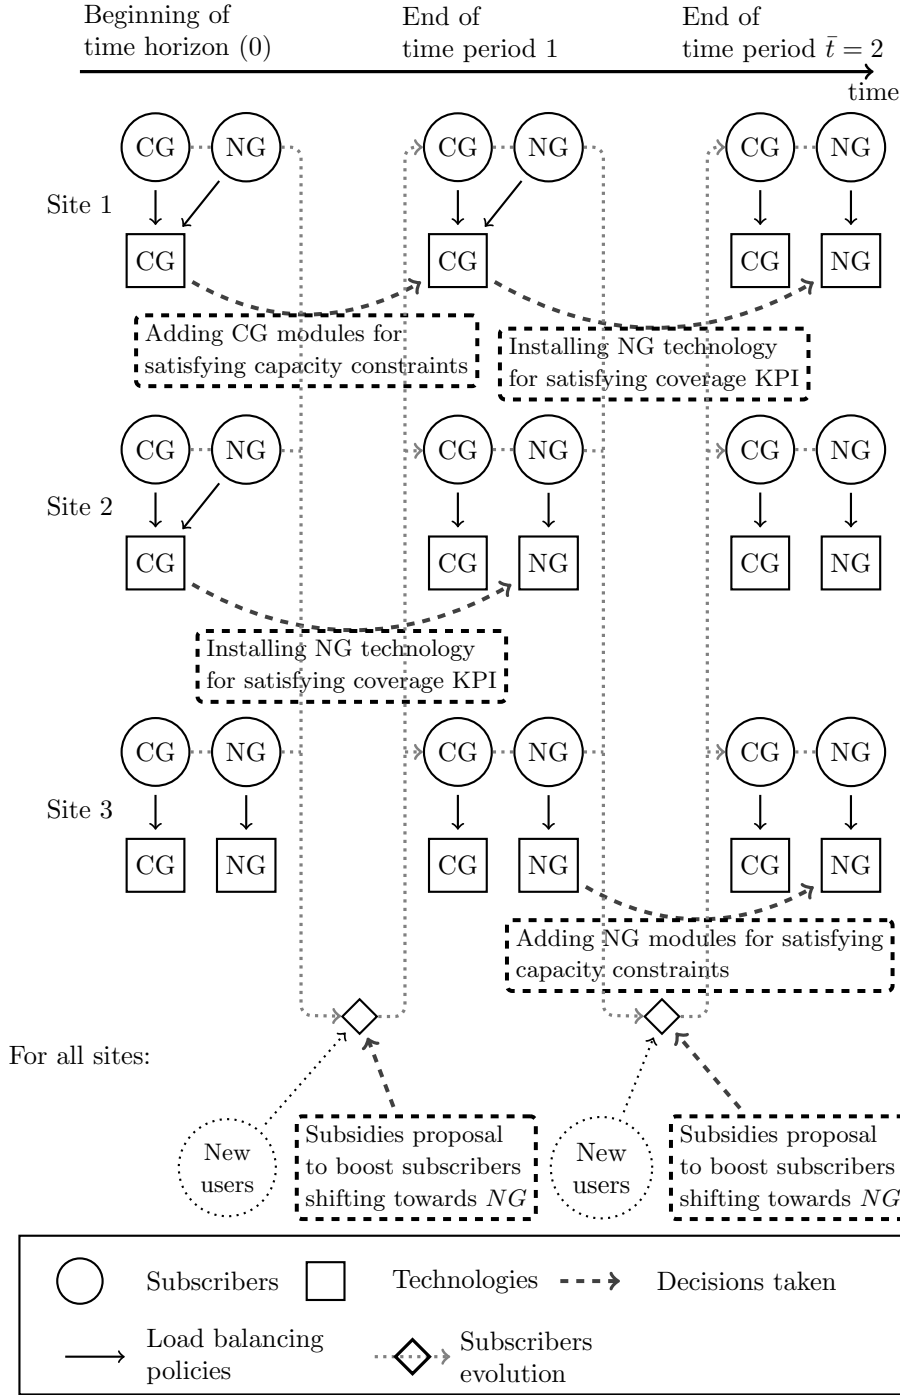 Beginning of
time horizon (0)
End of
time period 1
End of
time period t̄ = 2
time
CG NG CG NG CG NG
Site 1
CG CG CG NG
Adding CG modules for
satisfying capacity constraints
Installing NG technology
for satisfying coverage KPI
CG NG CG NG CG NG
Site 2
CG CG NG CG NG
Installing NG technology
for satisfying coverage KPI
CG NG CG NG CG NG
Site 3
CG NG CG NG CG NG
Adding NG modules for satisfying
capacity constraints
For all sites:
New
users
Subsidies proposal
to boost subscribers
shifting towards NG
New
users
Subsidies proposal
to boost subscribers
shifting towards NG
Subscribers
Technologies
Decisions taken
Load balancing
policies
Subscribers
evolution